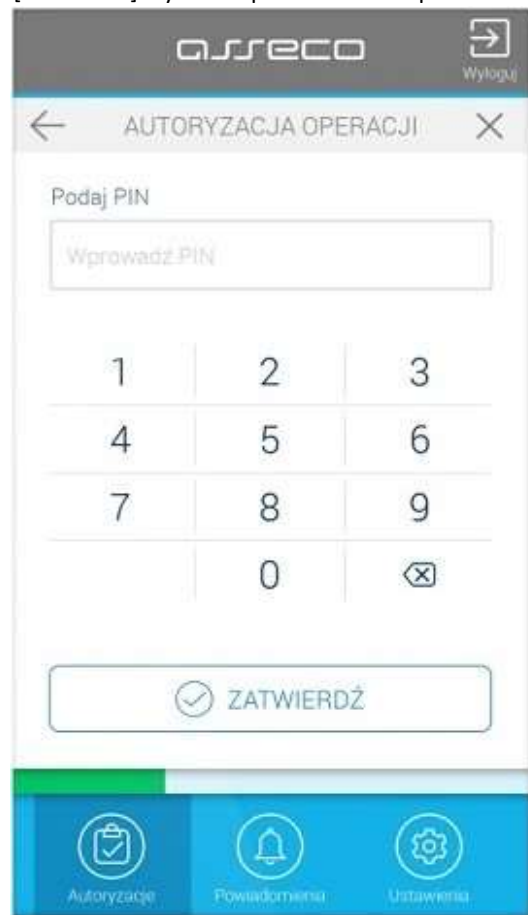 asseco
Wyloguj
AUTORYZACJA OPERACJI
Podaj PIN
Wprowadź PIN
1 2 3
4 5 6
7 8 9
0
ZATWIERDŹ
Autoryzacje Powiadomienia Ustawienia